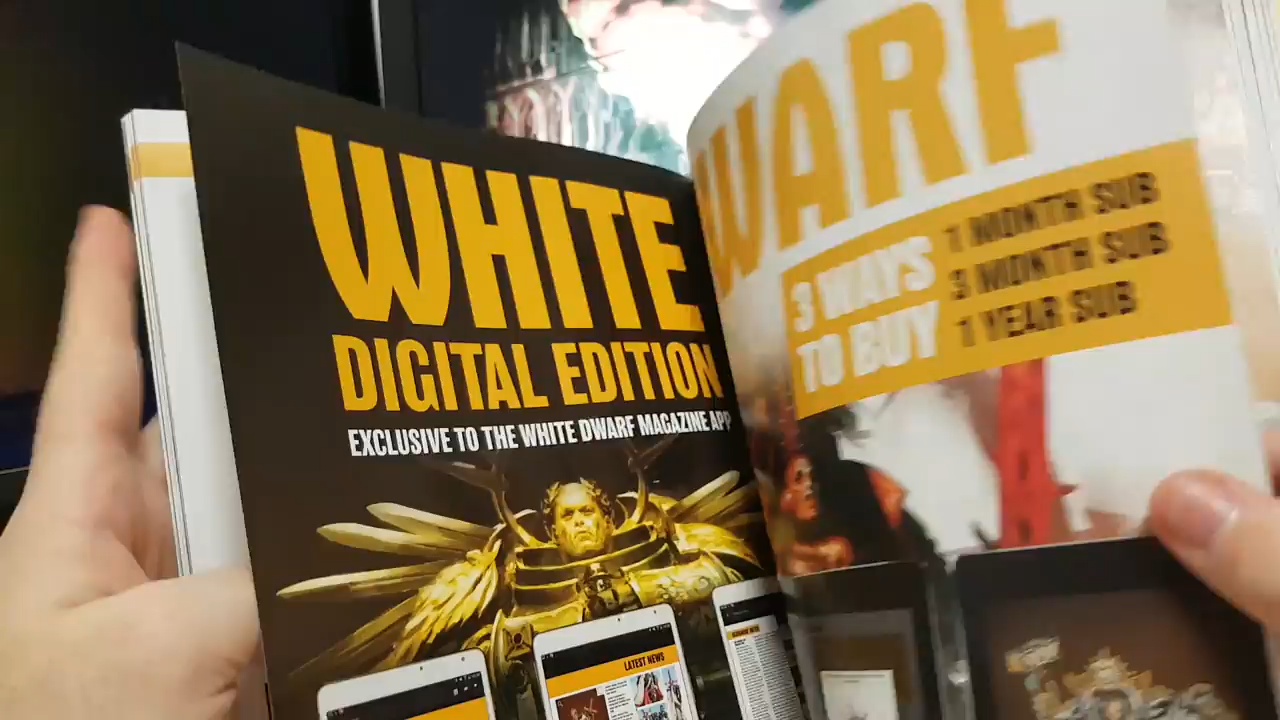 WHITE
DIGITAL EDITION
EXCLUSIVE TO THE WHITE DWARF MAGAZINE APP
LATEST NEWS
WARF
3 WAYS
TO BUY
1 MONTH SUB
3 MONTH SUB
1 YEAR SUB